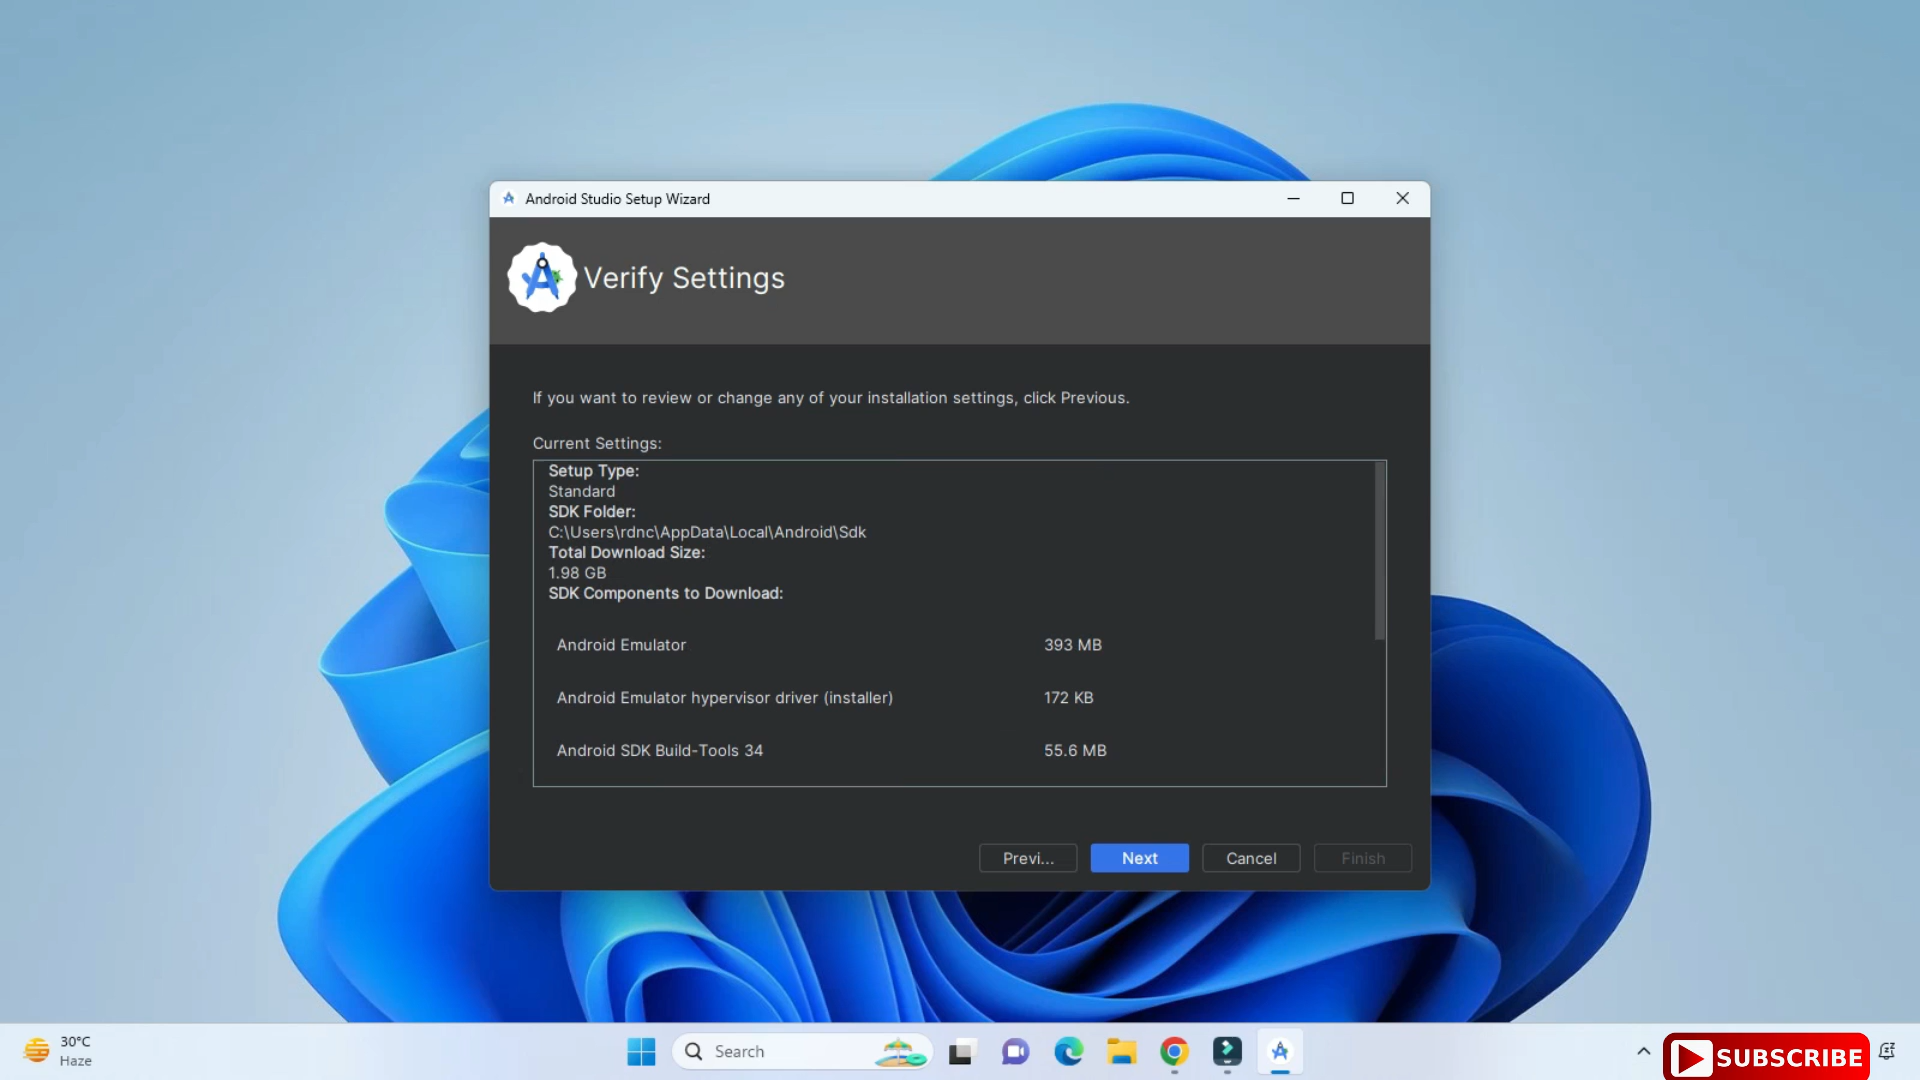 Android Studio Setup Wizard
Verify Settings
If you want to review or change any of your installation settings, click Previous.
Current Settings:
Setup Type:
Standard
SDK Folder:
C:\Users\rdnc\AppData\Local\Android\Sdk
Total Download Size:
1.98 GB
SDK Components to Download:
Android Emulator 393 MB
Android Emulator hypervisor driver (installer) 172 KB
Android SDK Build-Tools 34 55.6 MB
Previ... Next Cancel Finish
30°C
Haze
Search
SUBSCRIBE